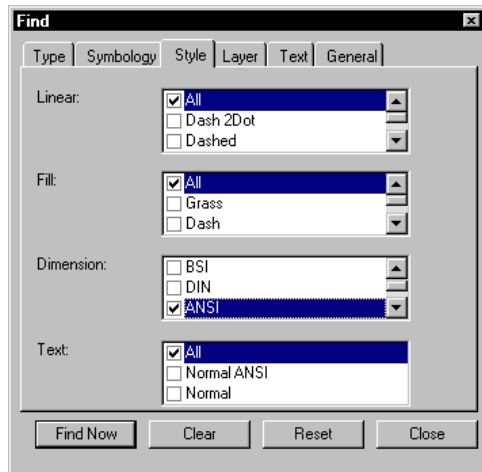 Find
Type Symbology Style Layer Text General
Linear:
All
Dash 2Dot
Dashed
Fill:
All
Grass
Dash
Dimension:
BSI
DIN
ANSI
Text:
All
Normal ANSI
Normal
Find Now Clear Reset Close